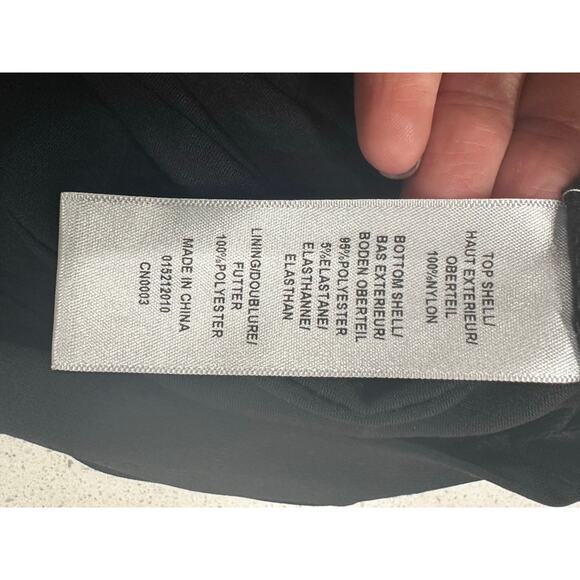 TOP SHELL/
HAUT EXTERIEUR/
OBERTEIL
100%NYLON
BOTTOM SHELL/
BAS EXTERIEUR/
BODEN OBERTEIL
95%POLYESTER
5%ELASTANE/
ELASTHANNE/
ELASTHAN
LINING/DOUBLURE/
FUTTER
100%POLYESTER
MADE IN CHINA
015212010
CN0003